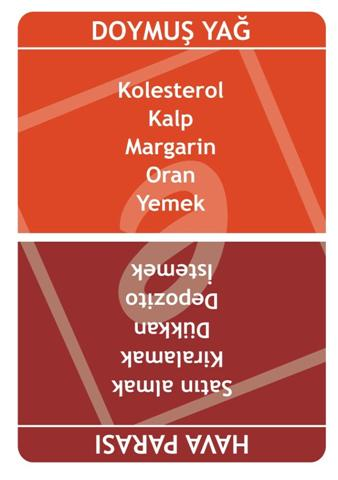 DOYMUŞ YAĞ
Kolesterol
Kalp
Margarin
Oran
Yemek
HAVA PARASI
Satın almak
Kiralamak
Dükkan
Depozito
İstemek